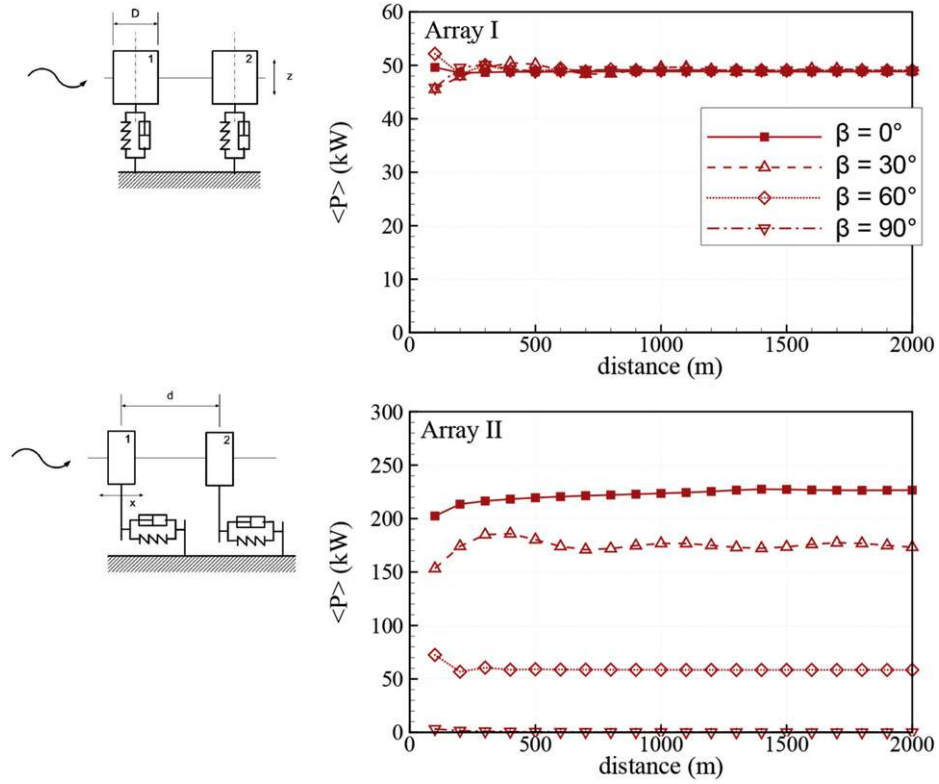 D
1
2
z
Array I
60
50
40
30
20
10
0
<P> (kW)
β = 0°
β = 30°
β = 60°
β = 90°
0 500 1000 1500 2000
distance (m)
d
1
2
x
Array II
300
250
200
150
100
50
0
<P> (kW)
0 500 1000 1500 2000
distance (m)